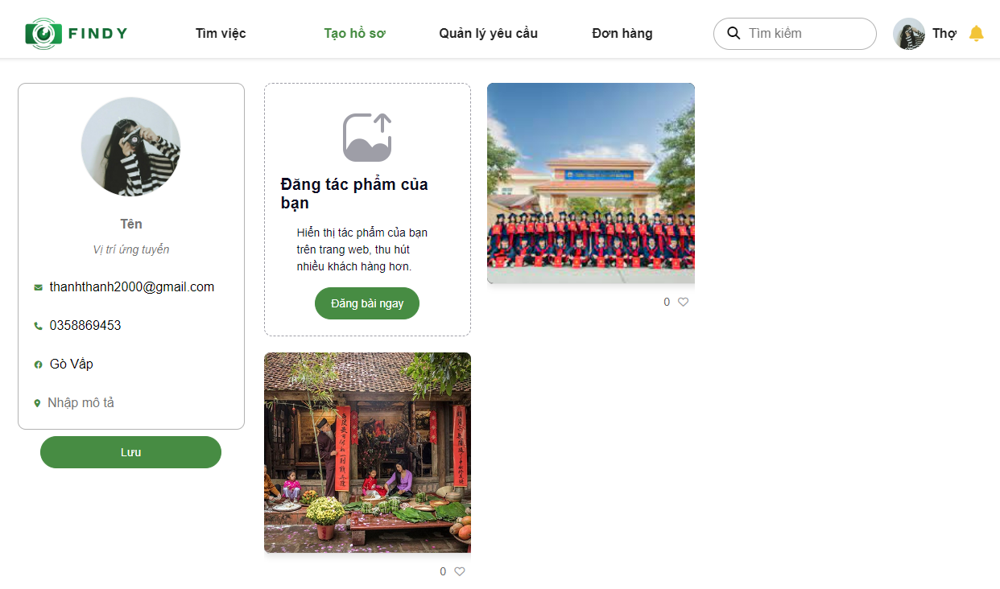 FINDY
Tìm việc
Tạo hồ sơ
Quản lý yêu cầu
Đơn hàng
Tìm kiếm
Thợ
Tên
Vị trí ứng tuyển
thanhthanh2000@gmail.com
0358869453
Gò Vấp
Nhập mô tả
Lưu
Đăng tác phẩm của
bạn
Hiển thị tác phẩm của bạn
trên trang web, thu hút
nhiều khách hàng hơn.
Đăng bài ngay
0
0